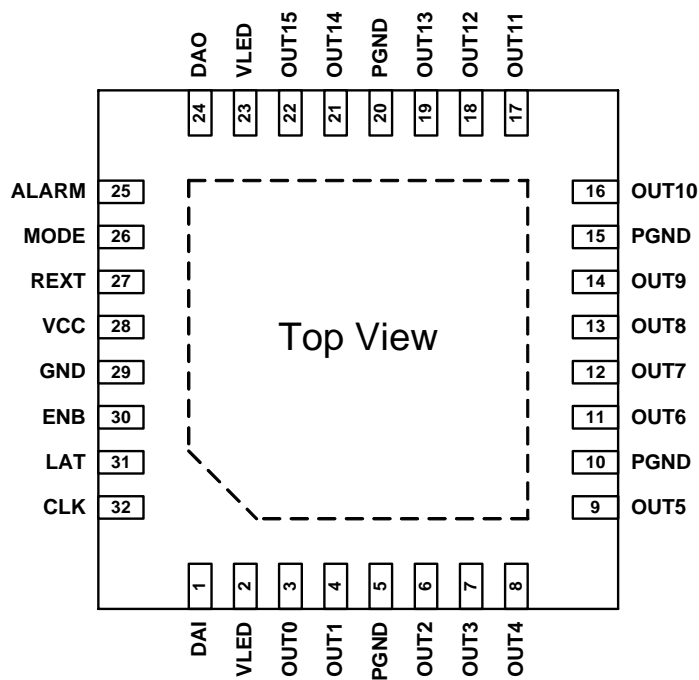 DAO VLED OUT15 OUT14 PGND OUT13 OUT12 OUT11
24 23 22 21 20 19 18 17
ALARM 25 16 OUT10
MODE 26 15 PGND
REXT 27 14 OUT9
VCC 28 13 OUT8
Top View
GND 29 12 OUT7
ENB 30 11 OUT6
LAT 31 10 PGND
CLK 32 9 OUT5
1 2 3 4 5 6 7 8
DAI VLED OUT0 OUT1 PGND OUT2 OUT3 OUT4